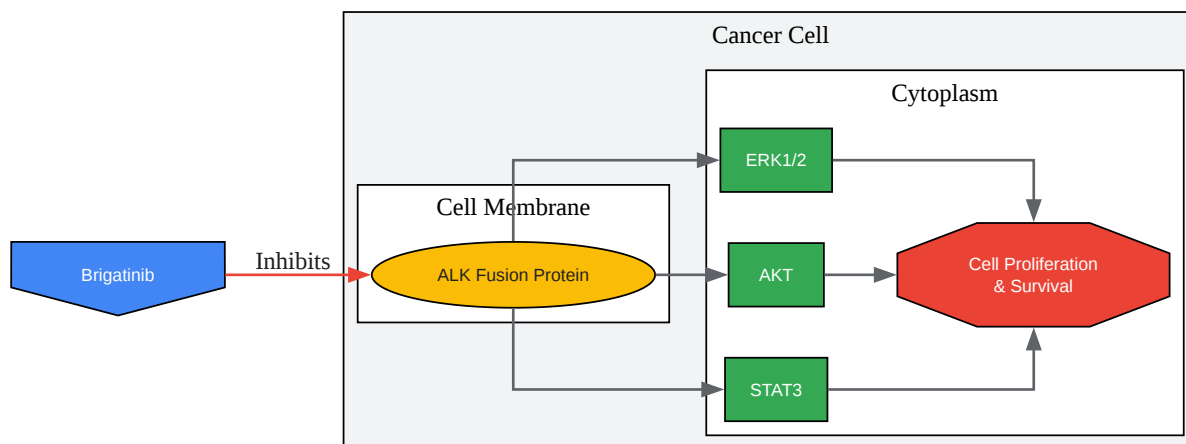 Cancer Cell
Cytoplasm
ERK1/2
Cell Membrane
Inhibits
Brigatinib
ALK Fusion Protein
AKT
Cell Proliferation
& Survival
STAT3